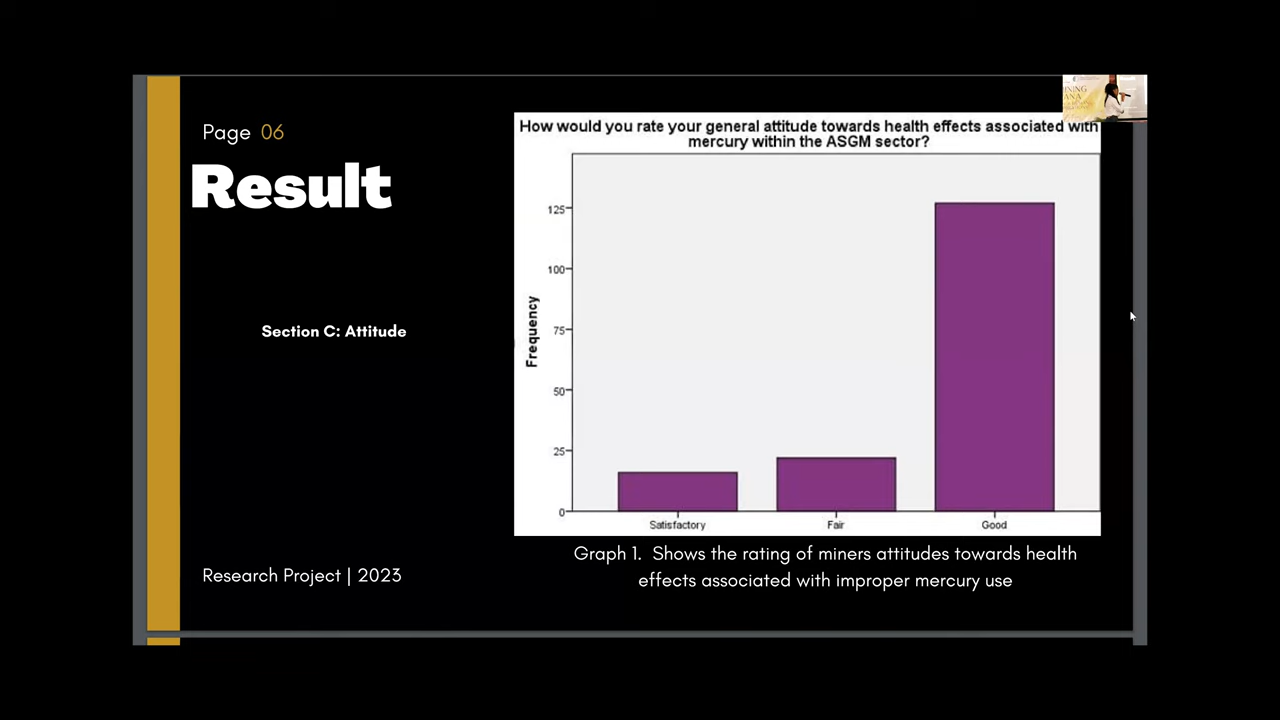 Page 06
Result
Section C: Attitude
Research Project | 2023
How would you rate your general attitude towards health effects associated with
mercury within the ASGM sector?
Frequency
125
100
75
50
25
0
Satisfactory
Fair
Good
Graph 1. Shows the rating of miners attitudes towards health
effects associated with improper mercury use